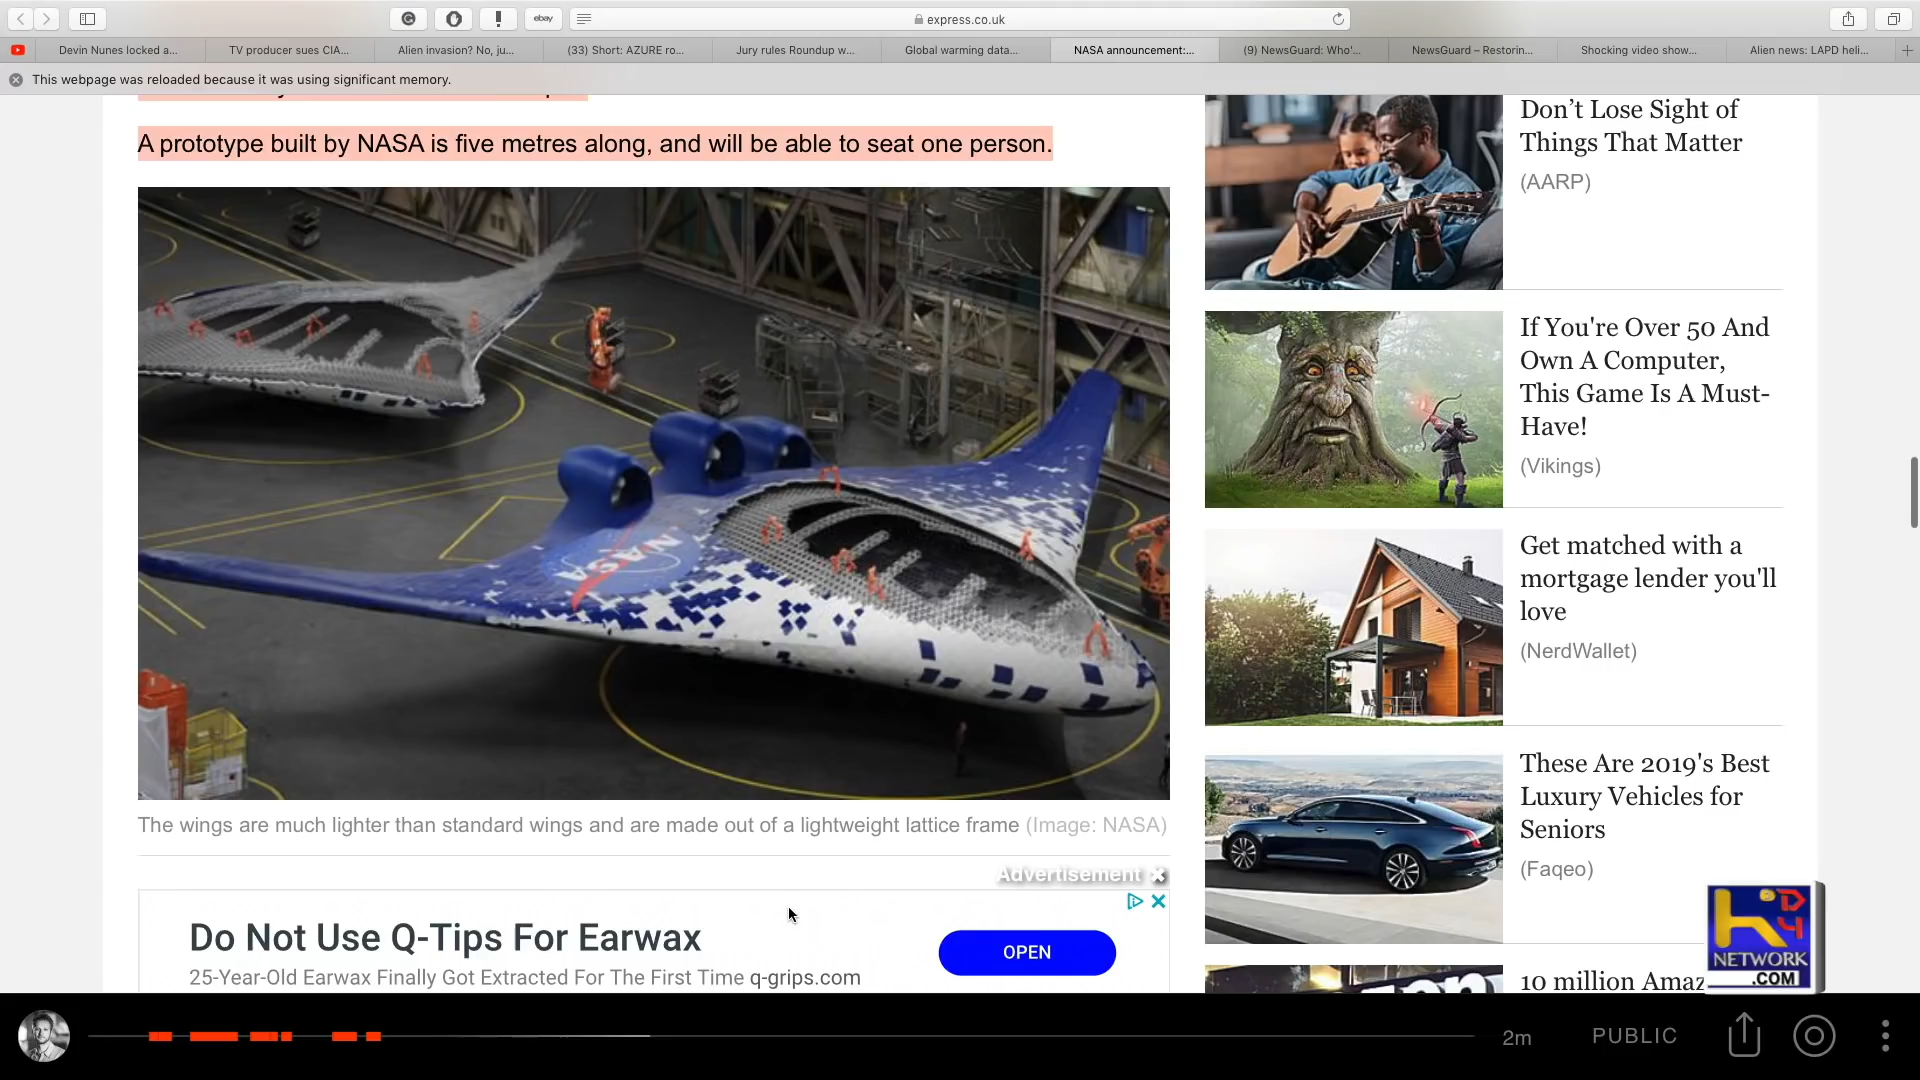 ebay
express.co.uk
Devin Nunes locked a...
TV producer sues CIA...
Alien invasion? No, ju...
(33) Short: AZURE ro...
Jury rules Roundup w...
Global warming data...
NASA announcement:...
(9) NewsGuard: Who'...
NewsGuard – Restorin...
Shocking video show...
Alien news: LAPD heli...
This webpage was reloaded because it was using significant memory.
A prototype built by NASA is five metres along, and will be able to seat one person.
NASA
The wings are much lighter than standard wings and are made out of a lightweight lattice frame (Image: NASA)
Advertisement
Do Not Use Q-Tips For Earwax
25-Year-Old Earwax Finally Got Extracted For The First Time q-grips.com
OPEN
Don’t Lose Sight of
Things That Matter
(AARP)
If You're Over 50 And
Own A Computer,
This Game Is A Must-
Have!
(Vikings)
Get matched with a
mortgage lender you'll
love
(NerdWallet)
These Are 2019's Best
Luxury Vehicles for
Seniors
(Faqeo)
10 million Amaz
HD4
NETWORK
.COM
2m
PUBLIC